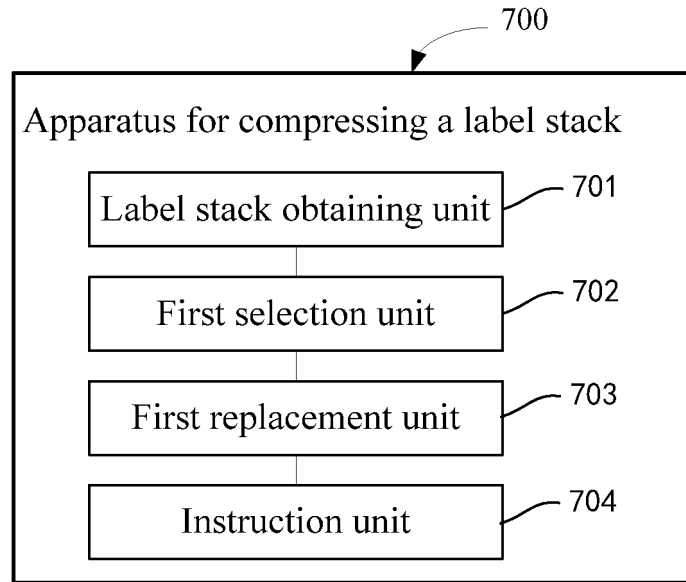 700
Apparatus for compressing a label stack
Label stack obtaining unit
701
First selection unit
702
First replacement unit
703
Instruction unit
704